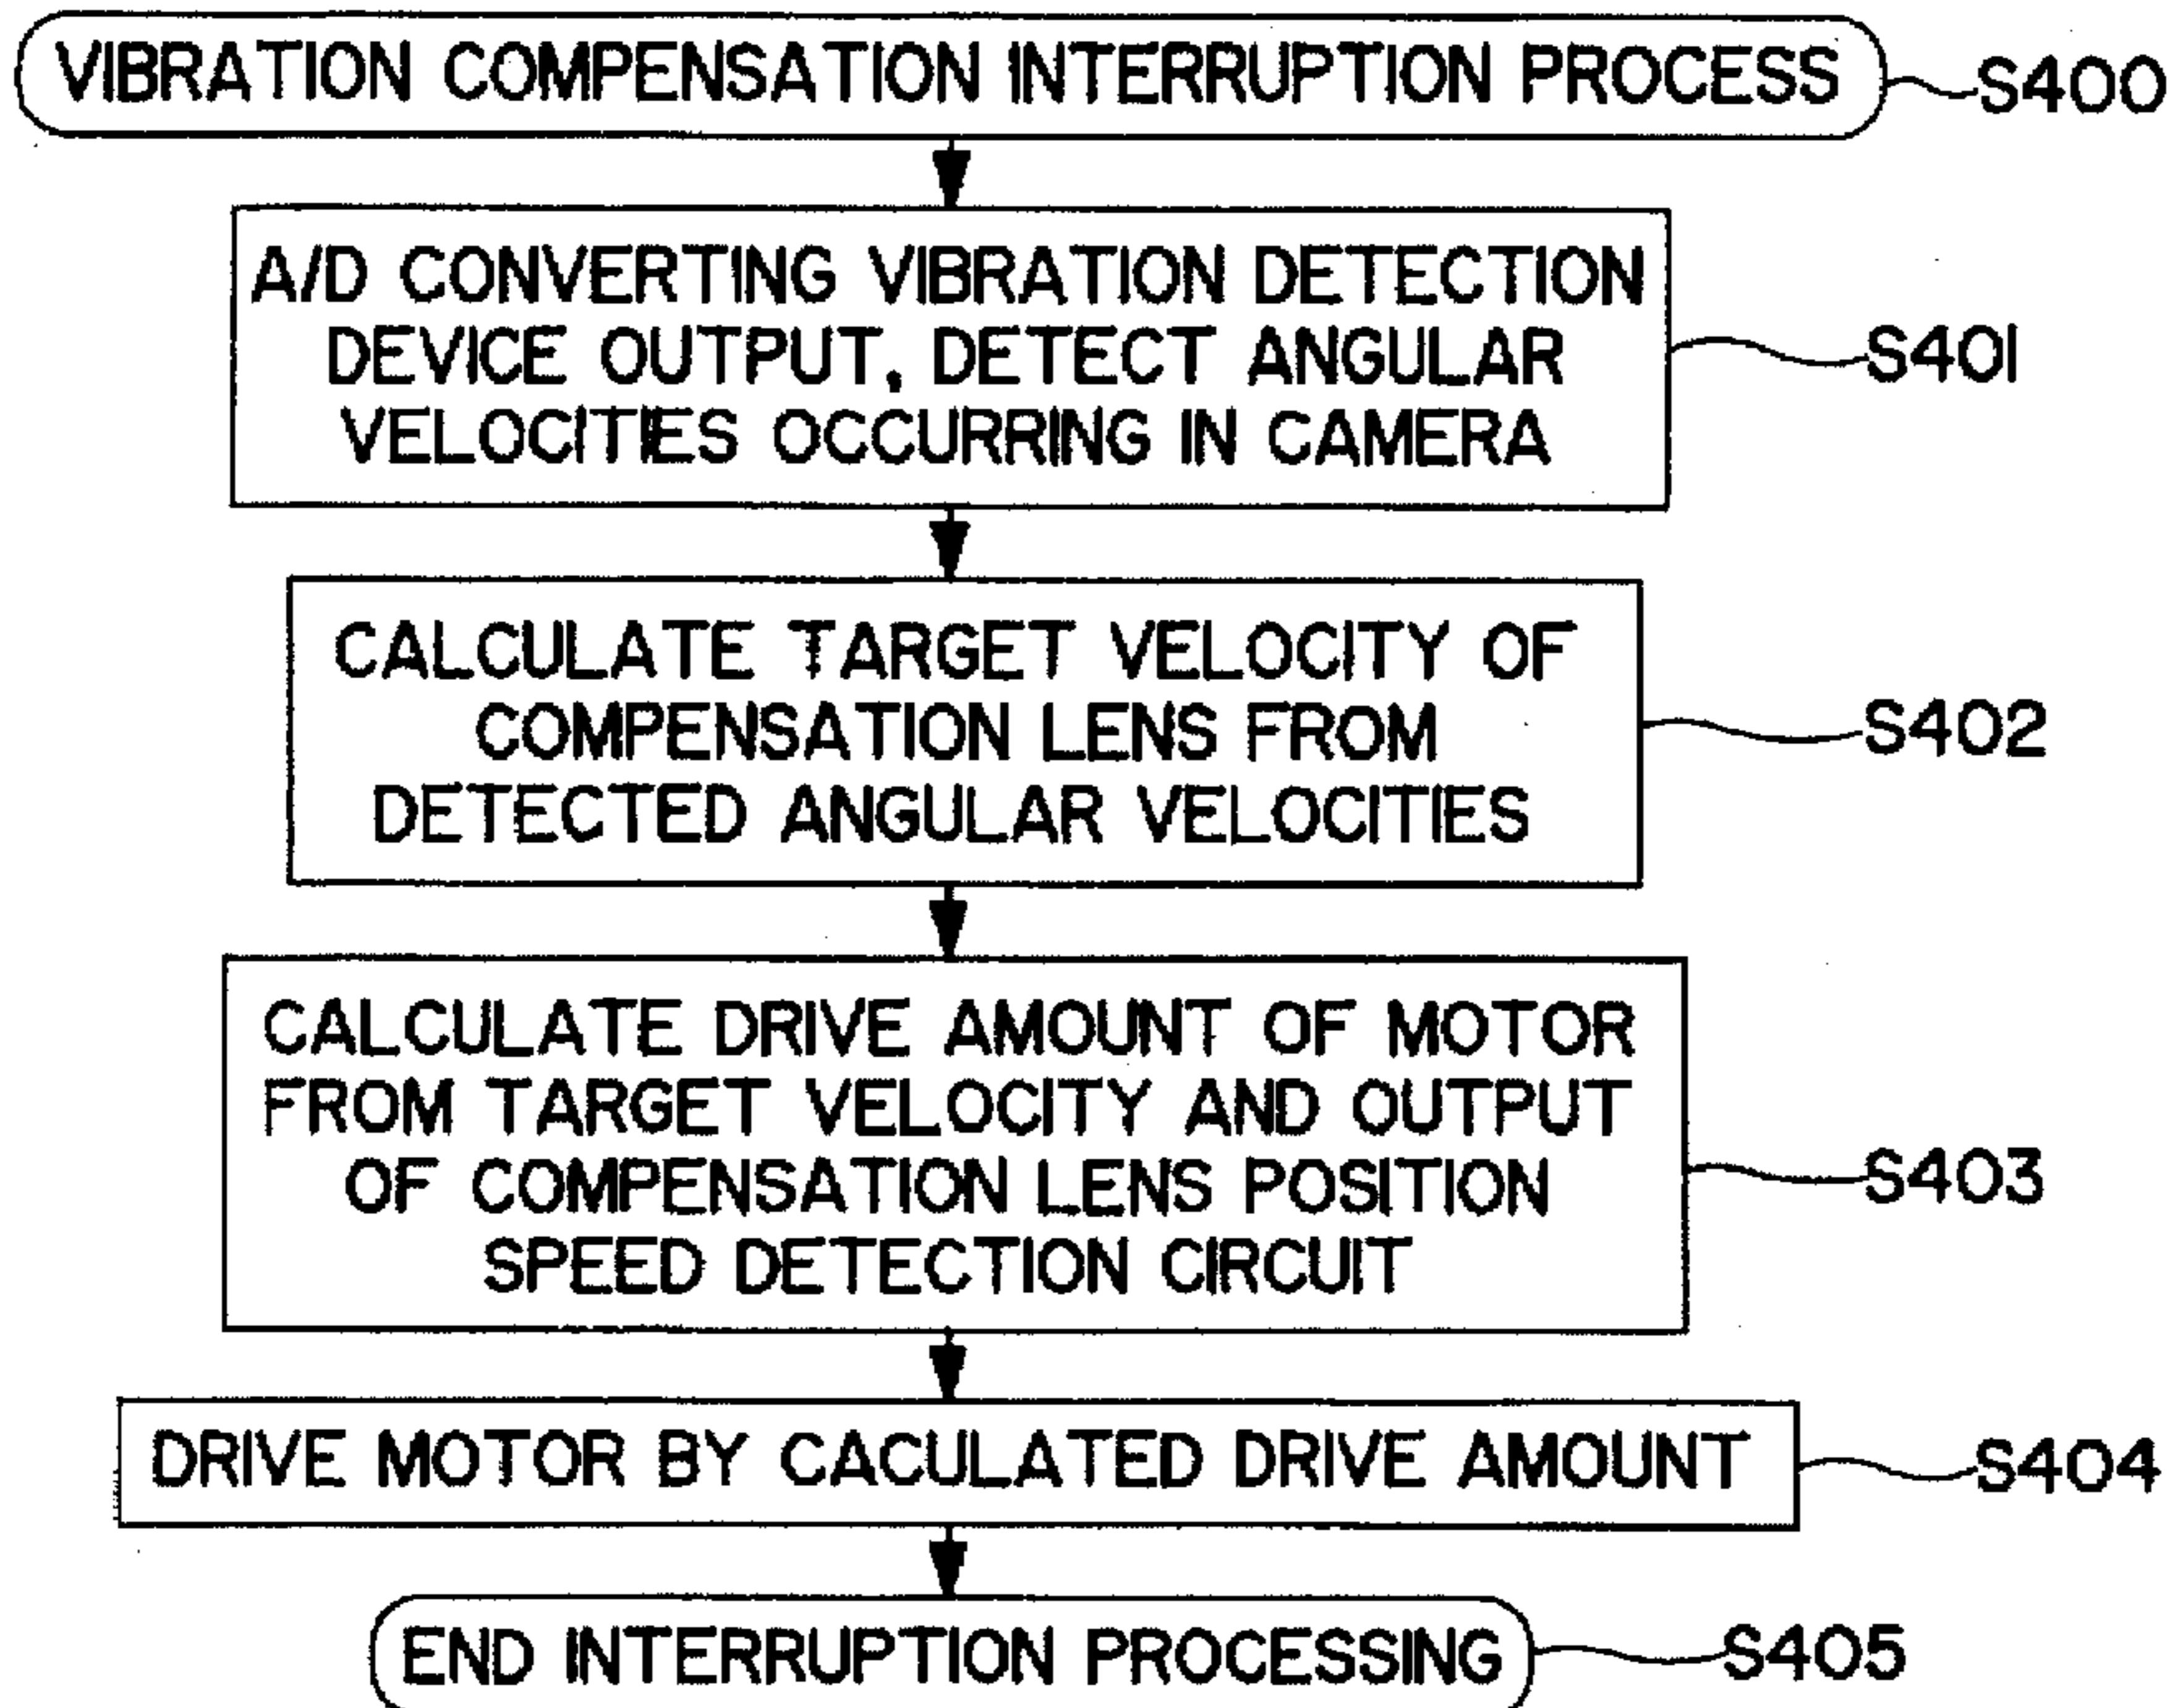 VIBRATION COMPENSATION INTERRUPTION PROCESS
S400
A/D CONVERTING VIBRATION DETECTION
DEVICE OUTPUT, DETECT ANGULAR
VELOCITIES OCCURRING IN CAMERA
S401
CALCULATE TARGET VELOCITY OF
COMPENSATION LENS FROM
DETECTED ANGULAR VELOCITIES
S402
CALCULATE DRIVE AMOUNT OF MOTOR
FROM TARGET VELOCITY AND OUTPUT
OF COMPENSATION LENS POSITION
SPEED DETECTION CIRCUIT
S403
DRIVE MOTOR BY CACULATED DRIVE AMOUNT
S404
END INTERRUPTION PROCESSING
S405